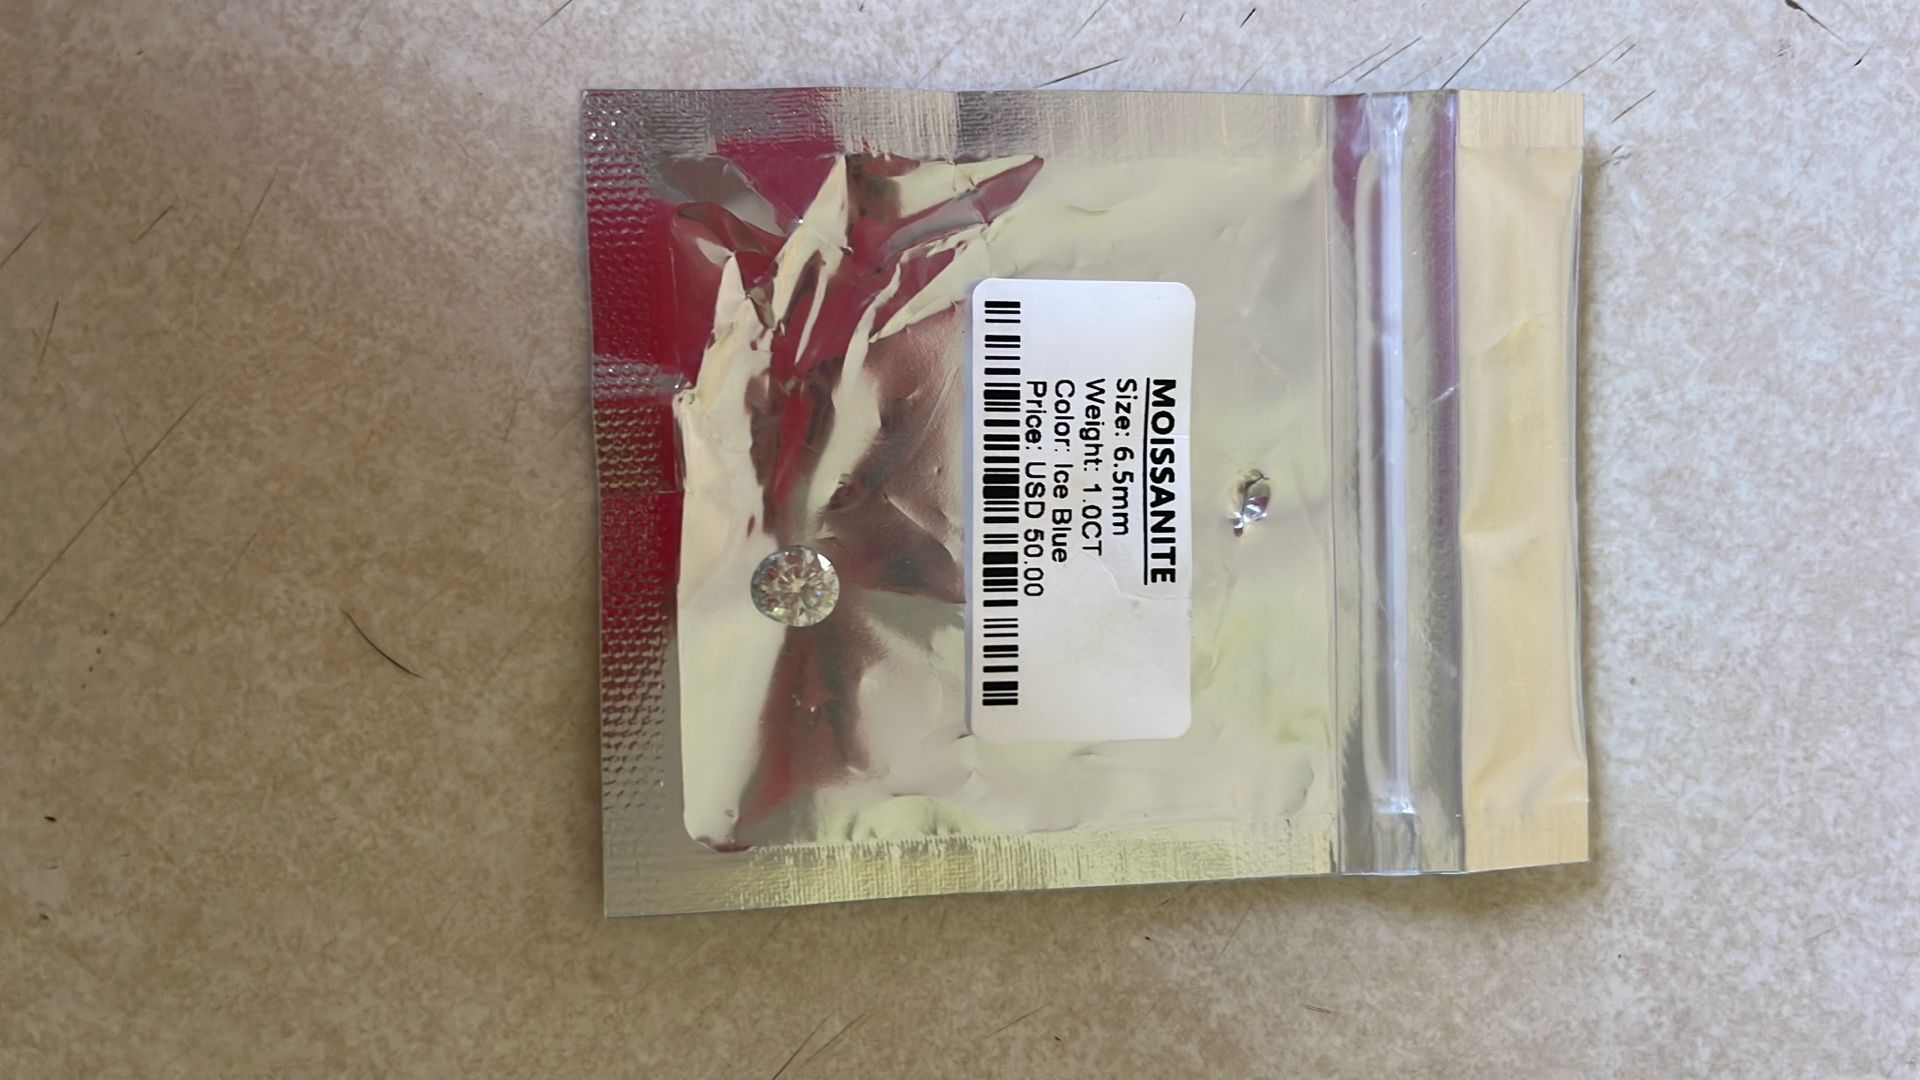 MOISSANITE
Size: 6.5mm
Weight: 1.0CT
Color: Ice Blue
Price: USD 50.00